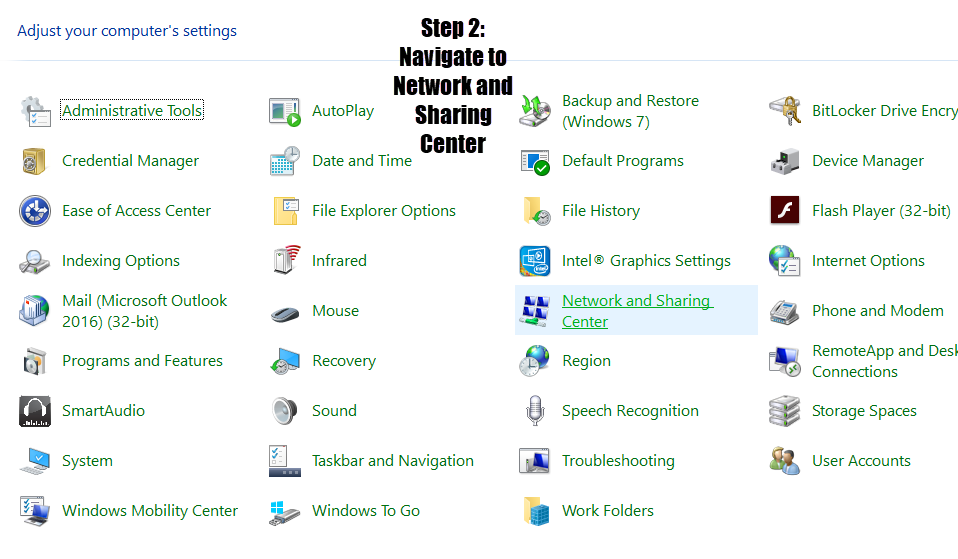 Adjust your computer's settings
Step 2:
Navigate to
Network and
Sharing
Center
Administrative Tools
AutoPlay
Backup and Restore
(Windows 7)
BitLocker Drive Encry
Credential Manager
Date and Time
Default Programs
Device Manager
Ease of Access Center
File Explorer Options
File History
Flash Player (32-bit)
Indexing Options
Infrared
Intel® Graphics Settings
Internet Options
Mail (Microsoft Outlook
2016) (32-bit)
Mouse
Network and Sharing
Center
Phone and Modem
Programs and Features
Recovery
Region
RemoteApp and Desk
Connections
SmartAudio
Sound
Speech Recognition
Storage Spaces
System
Taskbar and Navigation
Troubleshooting
User Accounts
Windows Mobility Center
Windows To Go
Work Folders